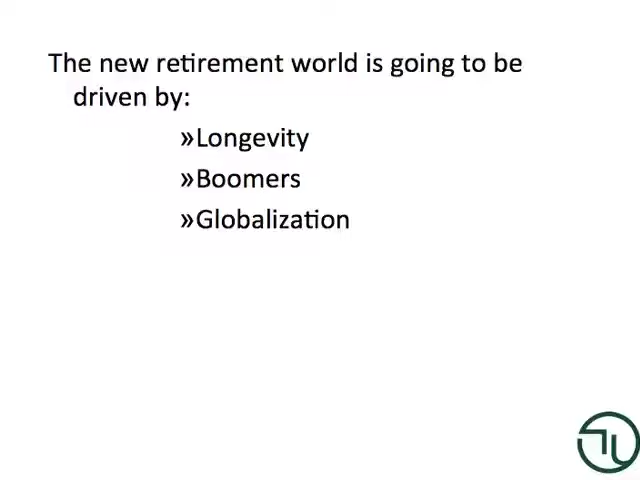 The new retirement world is going to be
driven by:
»Longevity
»Boomers
»Globalization